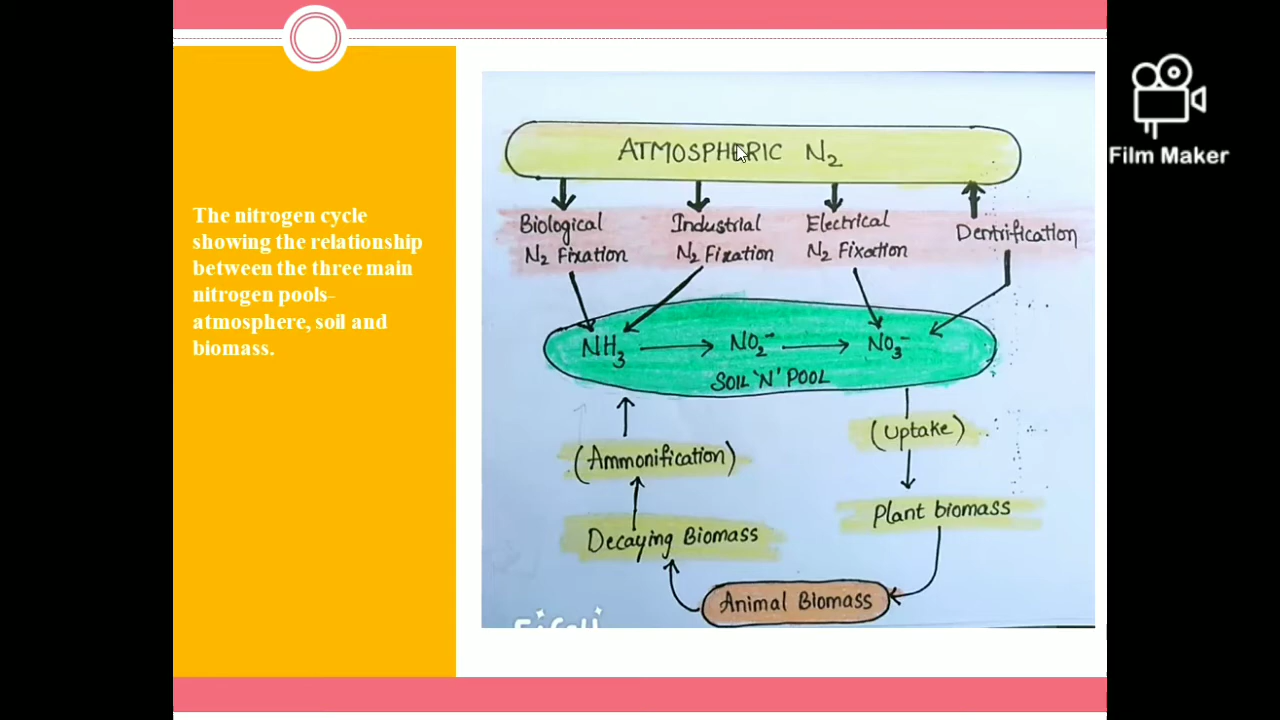 The nitrogen cycle
showing the relationship
between the three main
nitrogen pools-
atmosphere, soil and
biomass.
ATMOSPHERIC N₂
Biological
N₂ Fixation
Industrial
N₂ Fixation
Electrical
N₂ Fixation
Dentrification
NH₃
NO₂⁻
NO₃⁻
SOIL 'N' POOL
(Uptake)
(Ammonification)
Plant biomass
Decaying Biomass
Animal Biomass
Film Maker